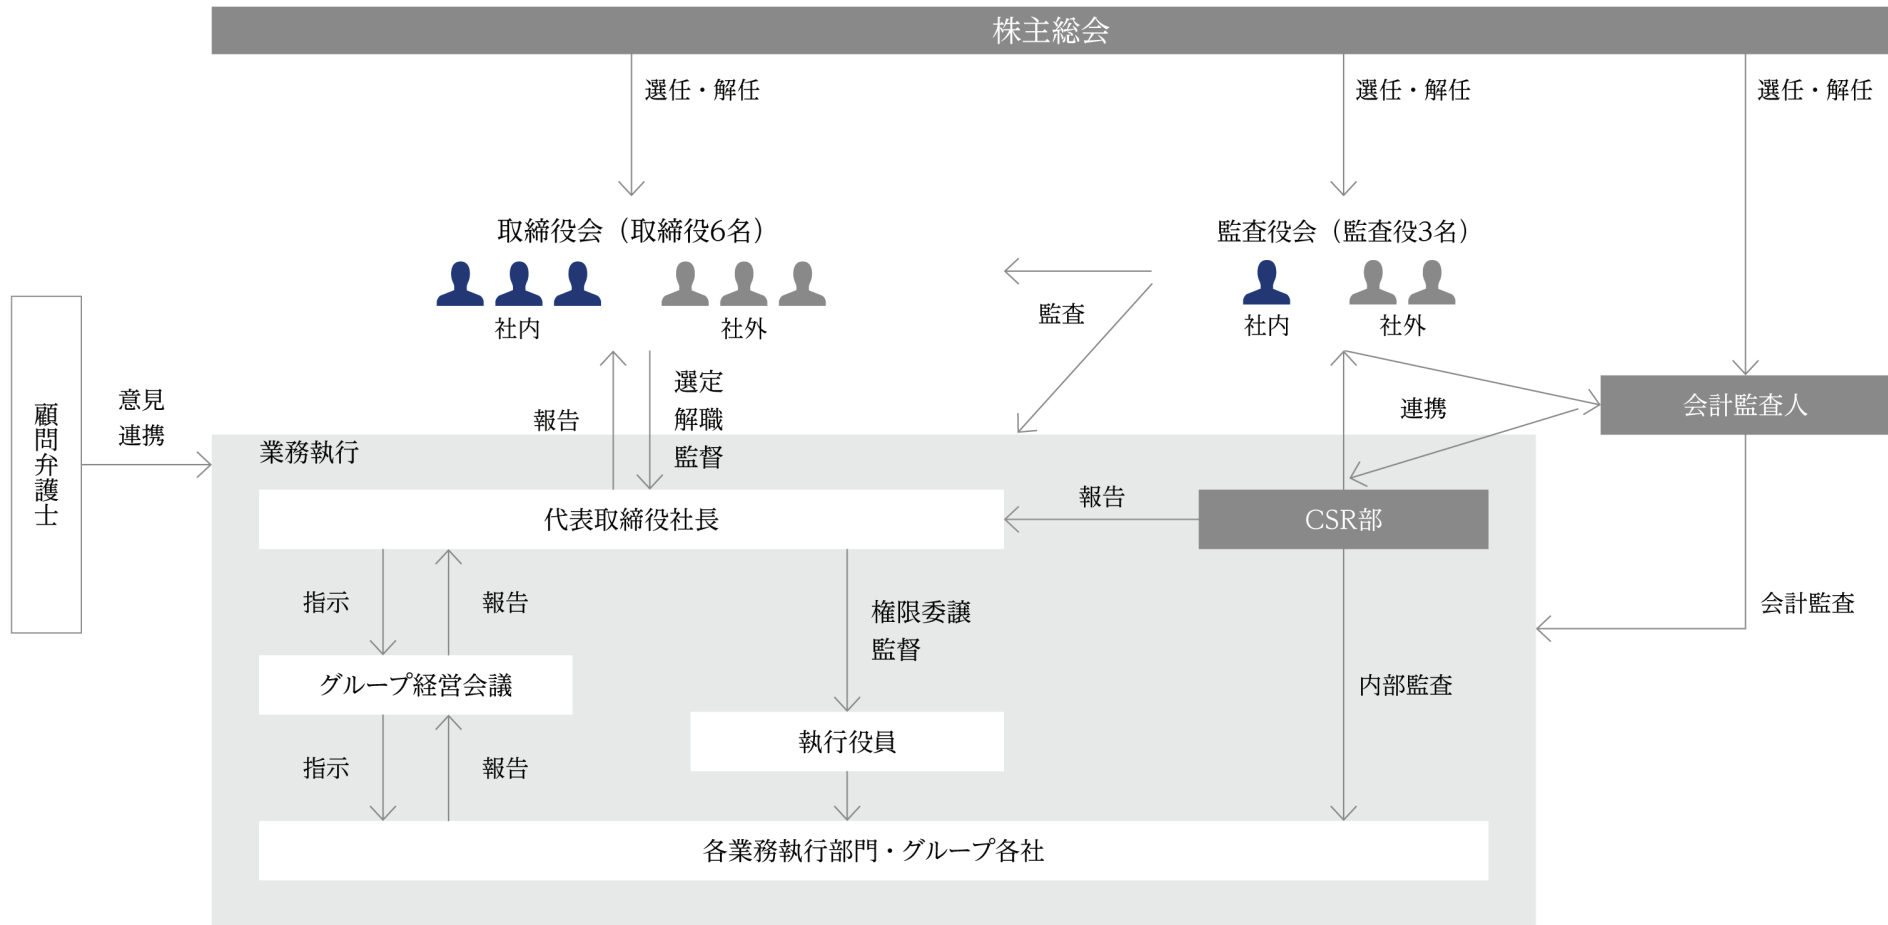 株主総会
選任・解任
選任・解任
選任・解任
取締役会（取締役6名）
監査役会（監査役3名）
社内
社外
監査
社内
社外
顧問弁護士
意見
連携
報告
選定
解職
監督
連携
会計監査人
業務執行
代表取締役社長
報告
CSR部
指示
報告
権限委譲
監督
会計監査
グループ経営会議
内部監査
執行役員
指示
報告
各業務執行部門・グループ各社